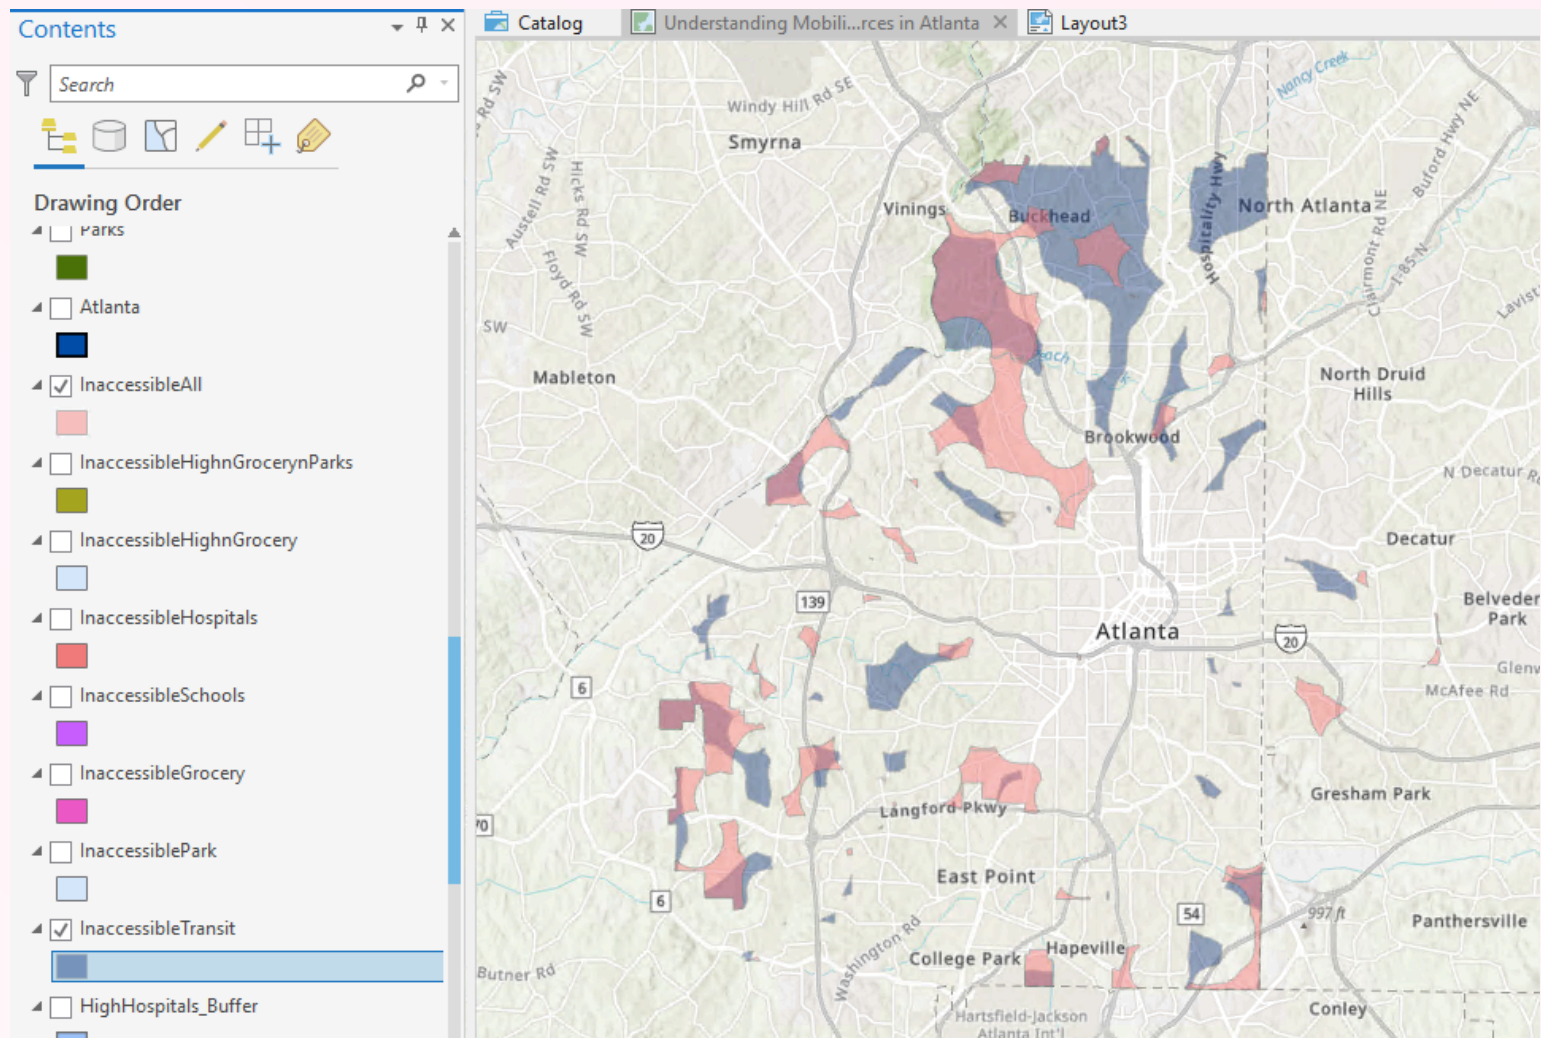 Contents
Catalog
Understanding Mobili...rces in Atlanta
Layout3
Search
Drawing Order
Parks
Atlanta
InaccessibleAll
InaccessibleHighnGrocerynParks
InaccessibleHighnGrocery
InaccessibleHospitals
InaccessibleSchools
InaccessibleGrocery
InaccessiblePark
InaccessibleTransit
HighHospitals_Buffer
Rd SW
Windy Hill Rd SE
Nancy Creek
Smyrna
Buford Hwy NE
Austell Rd SW
Hicks Rd SW
Floyd Rd SW
Vinings
Buckhead
Hospitality Hwy
North Atlanta
Clairmont Rd NE
I-85-N
SW
Mableton
North Druid
Hills
Brookwood
N Decatur
20
Decatur
139
Belveder
Park
Atlanta
20
6
McAfee Rd
Langford Pkwy
Gresham Park
70
East Point
6
54
997 ft
Panthersville
Washington Rd
College Park
Hapeville
Butner Rd
Conley
Hartsfield-Jackson
Atlanta Int'l